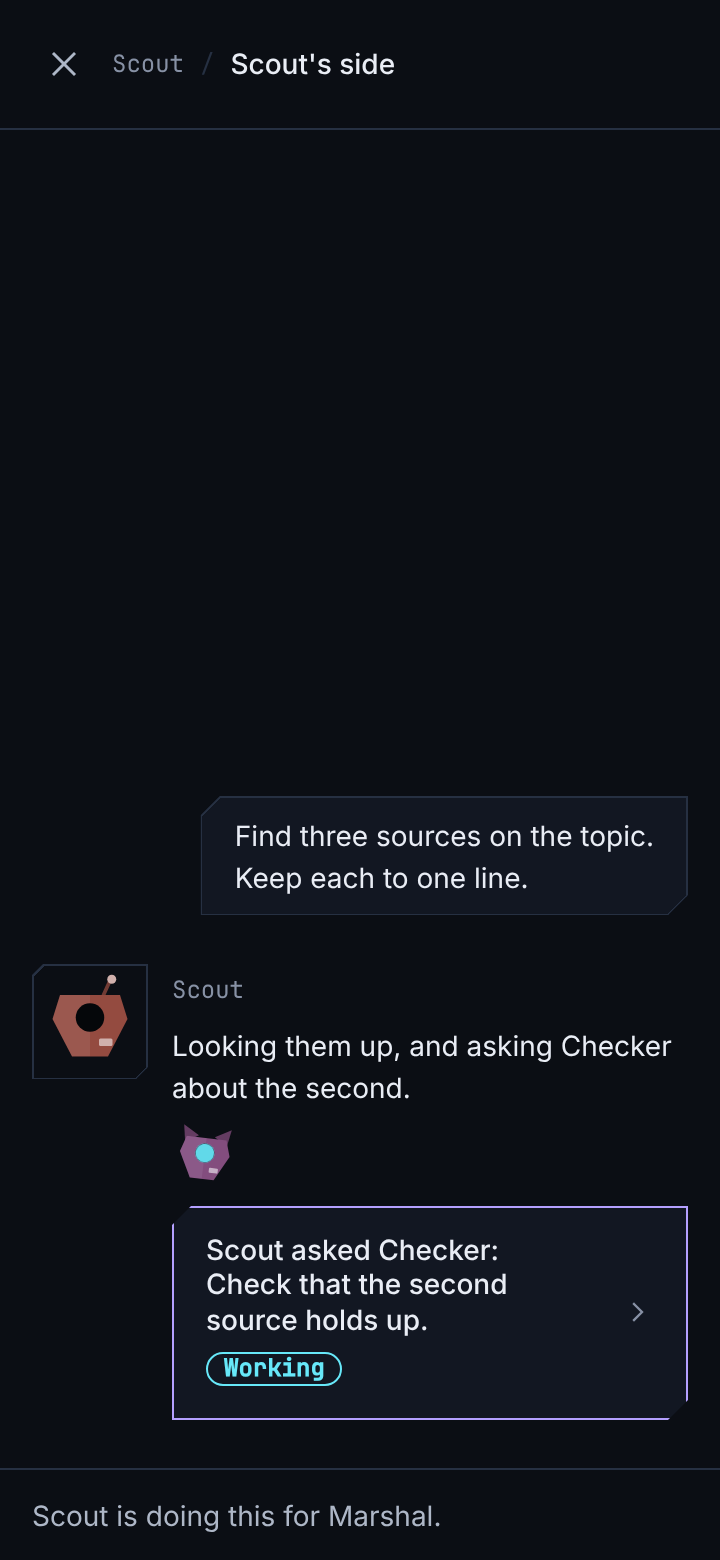 Scout / Scout's side
Find three sources on the topic.
Keep each to one line.
Scout
Looking them up, and asking Checker
about the second.
Scout asked Checker:
Check that the second
source holds up.
Working
Scout is doing this for Marshal.